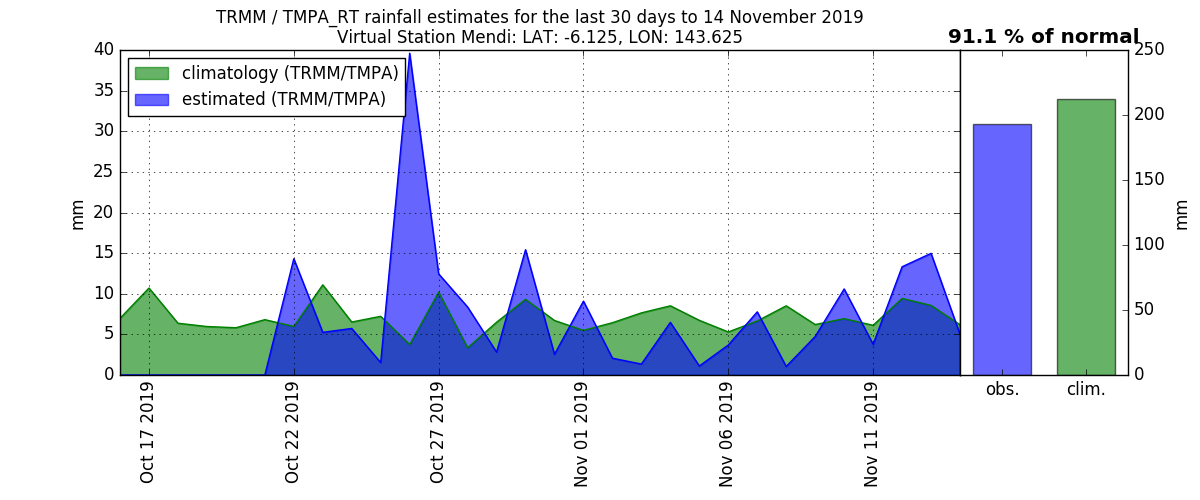 TRMM / TMPA_RT rainfall estimates for the last 30 days to 14 November 2019
Virtual Station Mendi: LAT: -6.125, LON: 143.625
91.1 % of normal
climatology (TRMM/TMPA)
estimated (TRMM/TMPA)
40
35
30
25
20
15
10
5
0
mm
250
200
150
100
50
0
mm
obs.
clim.
Oct 17 2019
Oct 22 2019
Oct 27 2019
Nov 01 2019
Nov 06 2019
Nov 11 2019